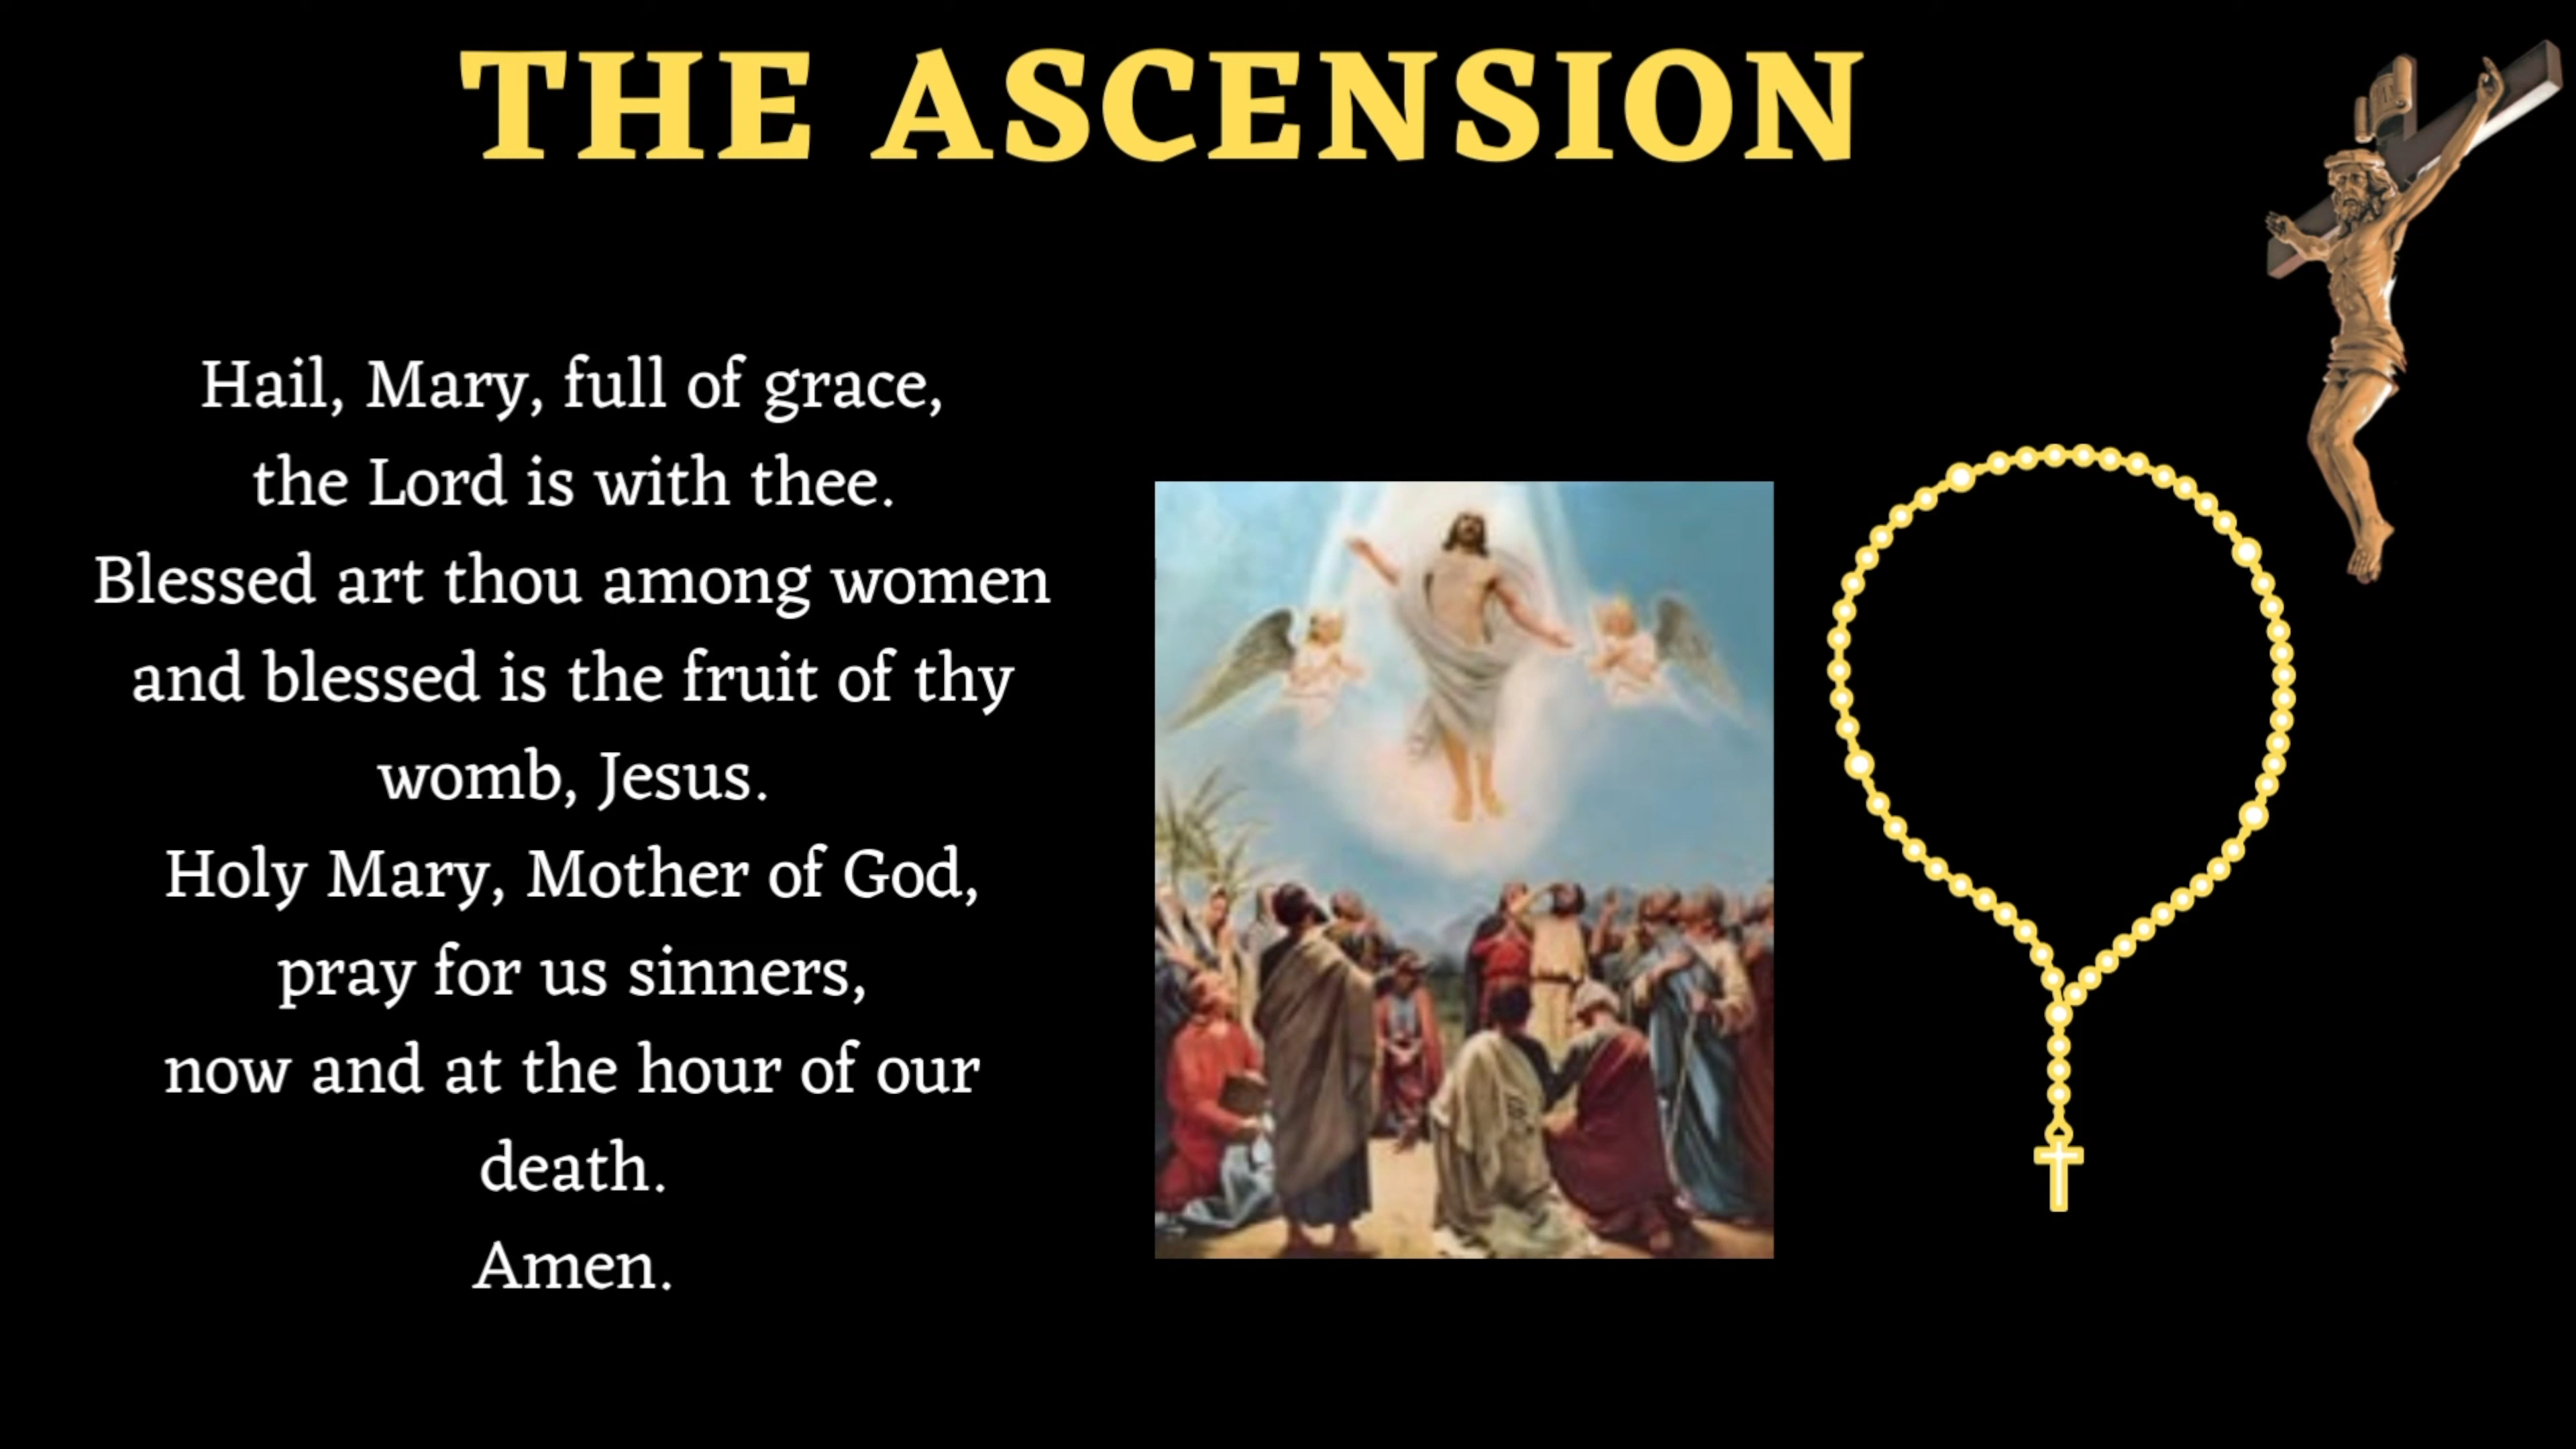 THE ASCENSION
Hail, Mary, full of grace,
the Lord is with thee.
Blessed art thou among women
and blessed is the fruit of thy
womb, Jesus.
Holy Mary, Mother of God,
pray for us sinners,
now and at the hour of our
death.
Amen.